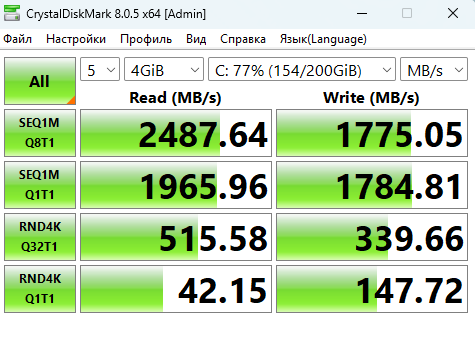 CrystalDiskMark 8.0.5 x64 [Admin]
Файл Настройки Профиль Вид Справка Язык(Language)
All 5 4GiB C: 77% (154/200GiB) MB/s
Read (MB/s) Write (MB/s)
SEQ1M Q8T1 2487.64 1775.05
SEQ1M Q1T1 1965.96 1784.81
RND4K Q32T1 515.58 339.66
RND4K Q1T1 42.15 147.72